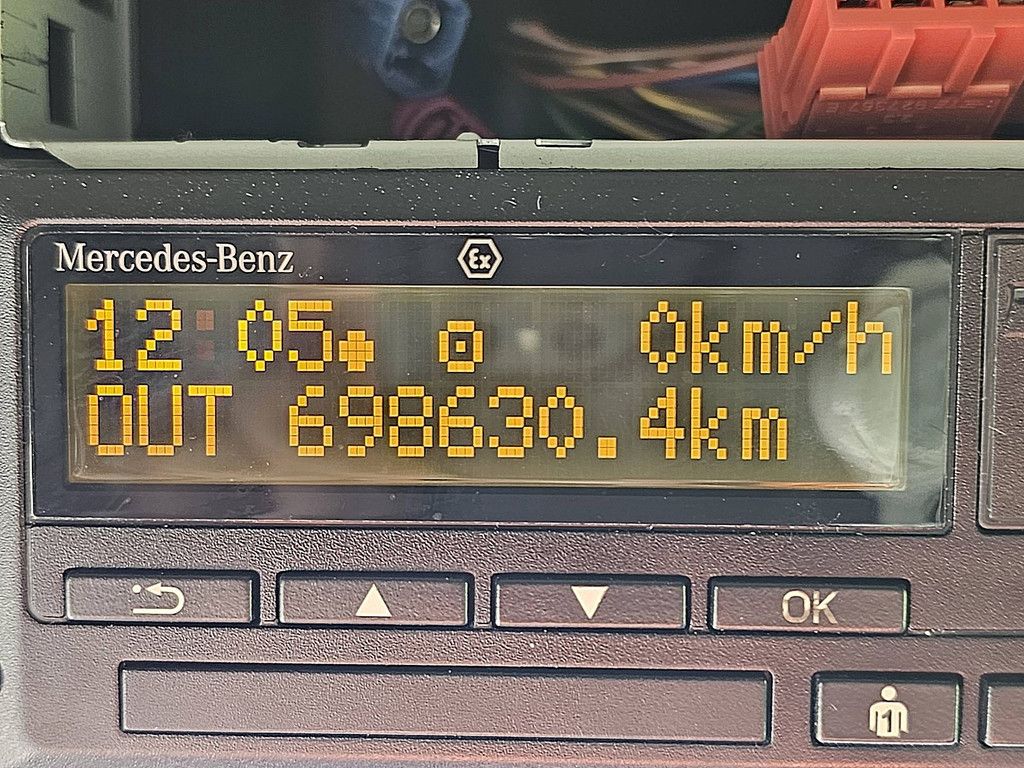 Mercedes-Benz
Ex
12:05 0km/h
OUT 698630.4km
OK
1